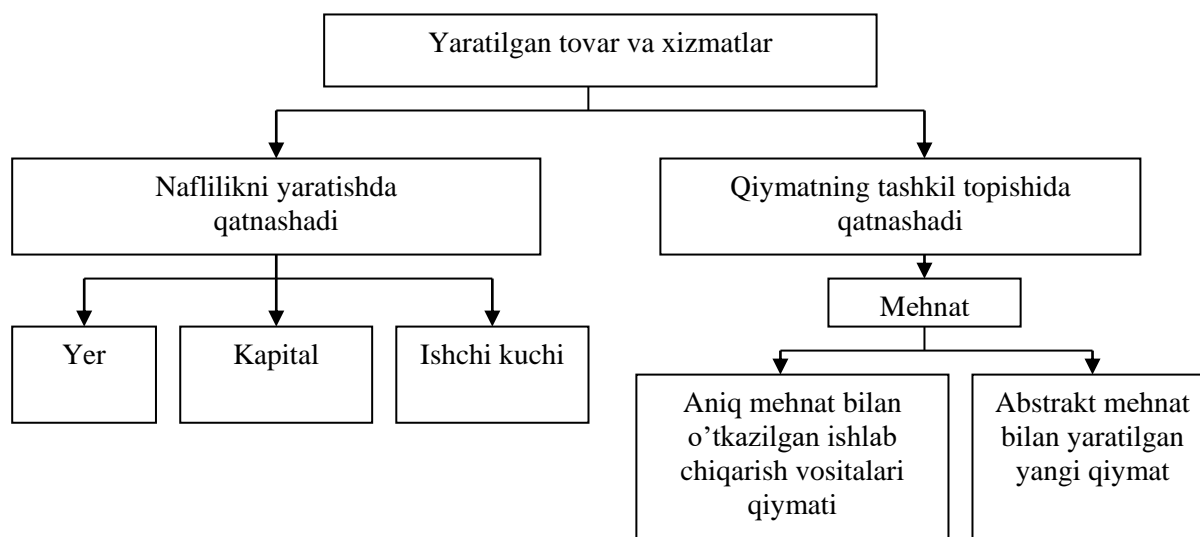 Yaratilgan tovar va xizmatlar
Naflilikni yaratishda
qatnashadi
Qiymatning tashkil topishida
qatnashadi
Mehnat
Yer
Kapital
Ishchi kuchi
Aniq mehnat bilan
o’tkazilgan ishlab
chiqarish vositalari
qiymati
Abstrakt mehnat
bilan yaratilgan
yangi qiymat